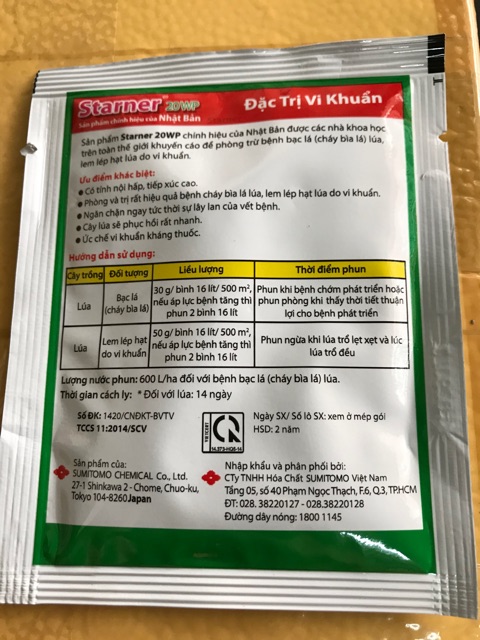 Starner 20WP
Sản phẩm chính hiệu của Nhật Bản
Đặc Trị Vi Khuẩn
Sản phẩm Starner 20WP chính hiệu của Nhật Bản được các nhà khoa học
trên toàn thế giới khuyến cáo để phòng trừ bệnh bạc lá (cháy bìa lá) lúa,
lem lép hạt lúa do vi khuẩn.
Ưu điểm khác biệt:
● Có tính nội hấp, tiếp xúc cao.
● Phòng và trị rất hiệu quả bệnh cháy bìa lá lúa, lem lép hạt lúa do vi khuẩn.
● Ngăn chận ngay tức thời sự lây lan của vết bệnh.
● Cây lúa sẽ phục hồi rất nhanh.
● Ức chế vi khuẩn kháng thuốc.
Hướng dẫn sử dụng:
Cây trồng Đối tượng Liều lượng Thời điểm phun
Lúa
Bạc lá
(cháy bìa lá)
30 g/ bình 16 lít/ 500 m²,
nếu áp lực bệnh tăng thì
phun 2 bình 16 lít
Phun khi bệnh chớm phát triển hoặc
phun phòng khi thấy thời tiết thuận
lợi cho bệnh phát triển
Lúa
Lem lép hạt
do vi khuẩn
50 g/ bình 16 lít/ 500 m²,
nếu áp lực bệnh tăng thì
phun 2 bình 16 lít
Phun ngừa khi lúa trổ lẹt xẹt và lúc
lúa trổ đều
Lượng nước phun: 600 L/ha đối với bệnh bạc lá (cháy bìa lá) lúa.
Thời gian cách ly: * Đối với lúa: 14 ngày
Số ĐK: 1420/CNĐKT-BVTV
TCCS 11:2014/SCV
Ngày SX/ Số lô SX: xem ở mép gói
HSD: 2 năm
Sản phẩm của:
SUMITOMO CHEMICAL Co., Ltd.
27-1 Shinkawa 2 - Chome, Chuo-ku,
Tokyo 104-8260 Japan
Nhập khẩu và phân phối bởi:
CTy TNHH Hóa Chất SUMITOMO Việt Nam
Tầng 05, số 40 Phạm Ngọc Thạch, F.6, Q.3, TP.HCM
ĐT: 028. 38220127 - 028.38220128
Đường dây nóng: 1800 1145